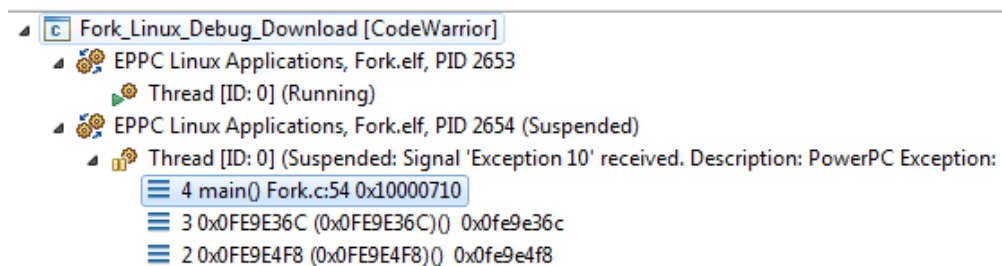 Fork_Linux_Debug_Download [CodeWarrior]
EPPC Linux Applications, Fork.elf, PID 2653
Thread [ID: 0] (Running)
EPPC Linux Applications, Fork.elf, PID 2654 (Suspended)
Thread [ID: 0] (Suspended: Signal 'Exception 10' received. Description: PowerPC Exception:
4 main() Fork.c:54 0x10000710
3 0x0FE9E36C (0x0FE9E36C)() 0x0fe9e36c
2 0x0FE9E4F8 (0x0FE9E4F8)() 0x0fe9e4f8